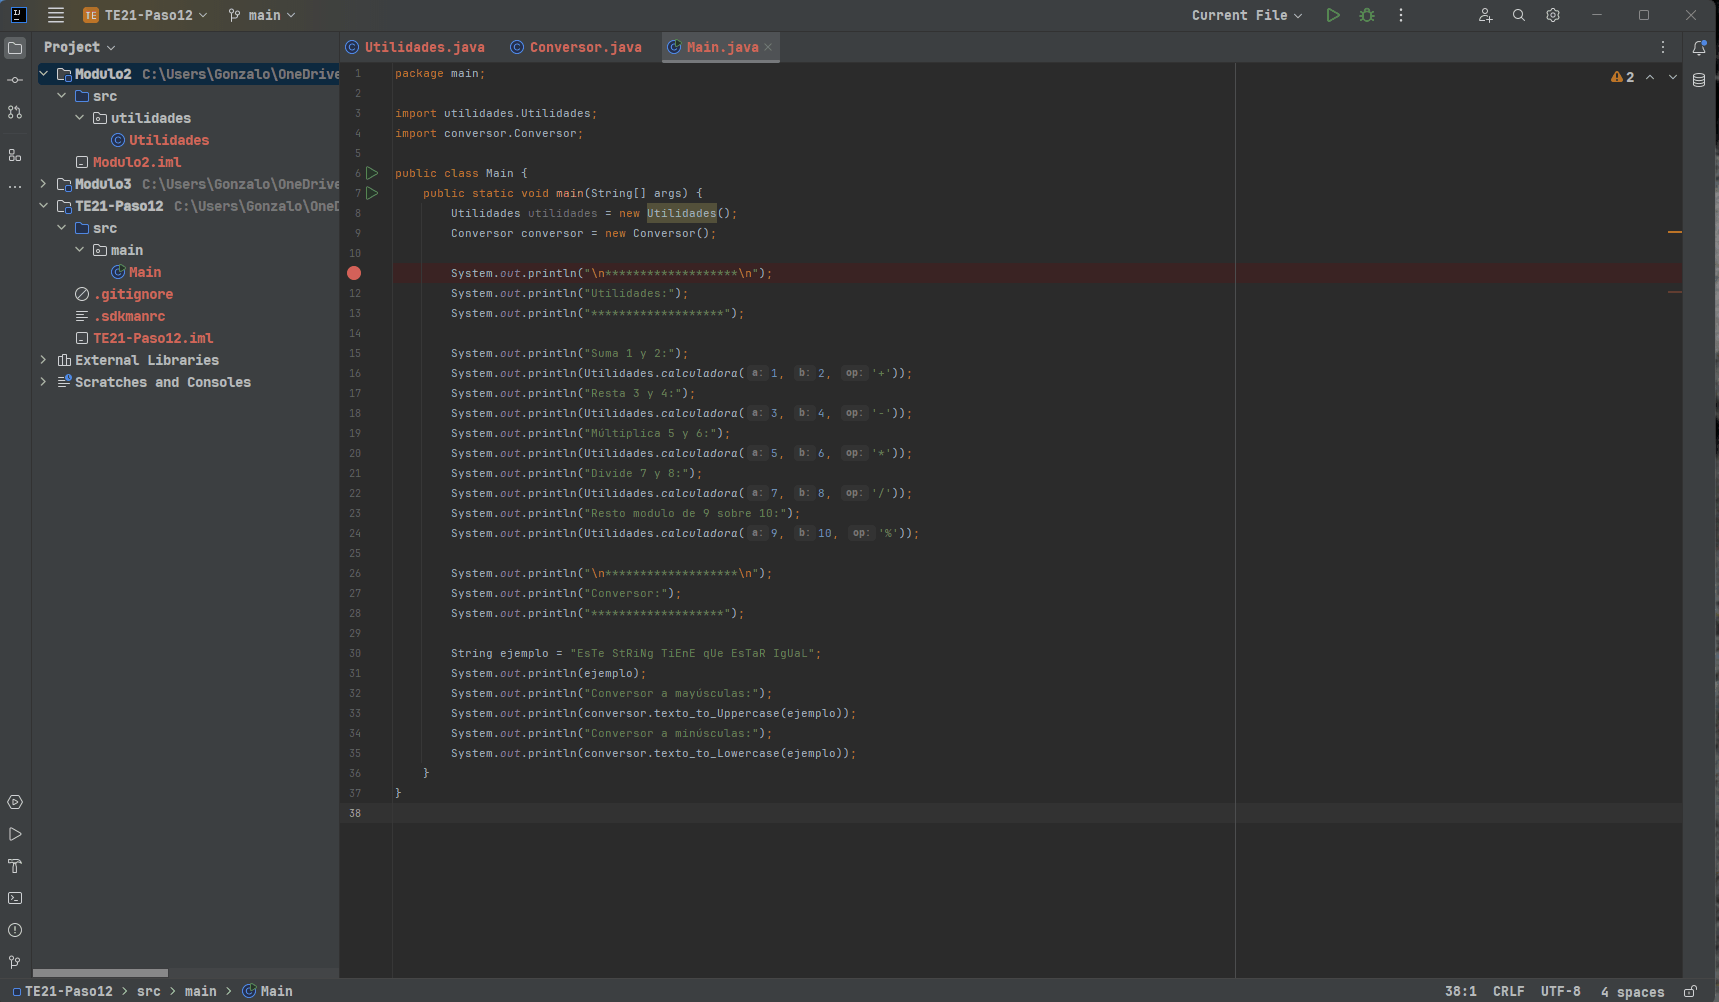 IJ
TE TE21-Paso12
main
Current File
Project
Utilidades.java
Conversor.java
Main.java
Modulo2 C:\Users\Gonzalo\OneDrive
src
utilidades
Utilidades
Modulo2.iml
Modulo3 C:\Users\Gonzalo\OneDrive
TE21-Paso12 C:\Users\Gonzalo\OneD
src
main
Main
.gitignore
.sdkmanrc
TE21-Paso12.iml
External Libraries
Scratches and Consoles
2
1 package main;
2
3 import utilidades.Utilidades;
4 import conversor.Conversor;
5
6 public class Main {
7 public static void main(String[] args) {
8 Utilidades utilidades = new Utilidades();
9 Conversor conversor = new Conversor();
10
System.out.println("\n*******************\n");
12 System.out.println("Utilidades:");
13 System.out.println("*******************");
14
15 System.out.println("Suma 1 y 2:");
16 System.out.println(Utilidades.calculadora( a: 1, b: 2, op: '+'));
17 System.out.println("Resta 3 y 4:");
18 System.out.println(Utilidades.calculadora( a: 3, b: 4, op: '-'));
19 System.out.println("Múltiplica 5 y 6:");
20 System.out.println(Utilidades.calculadora( a: 5, b: 6, op: '*'));
21 System.out.println("Divide 7 y 8:");
22 System.out.println(Utilidades.calculadora( a: 7, b: 8, op: '/'));
23 System.out.println("Resto modulo de 9 sobre 10:");
24 System.out.println(Utilidades.calculadora( a: 9, b: 10, op: '%'));
25
26 System.out.println("\n*******************\n");
27 System.out.println("Conversor:");
28 System.out.println("*******************");
29
30 String ejemplo = "EsTe StRiNg TiEnE qUe EsTaR IgUaL";
31 System.out.println(ejemplo);
32 System.out.println("Conversor a mayúsculas:");
33 System.out.println(conversor.texto_to_Uppercase(ejemplo));
34 System.out.println("Conversor a minúsculas:");
35 System.out.println(conversor.texto_to_Lowercase(ejemplo));
36 }
37 }
38
TE21-Paso12 > src > main > Main
38:1 CRLF UTF-8 4 spaces